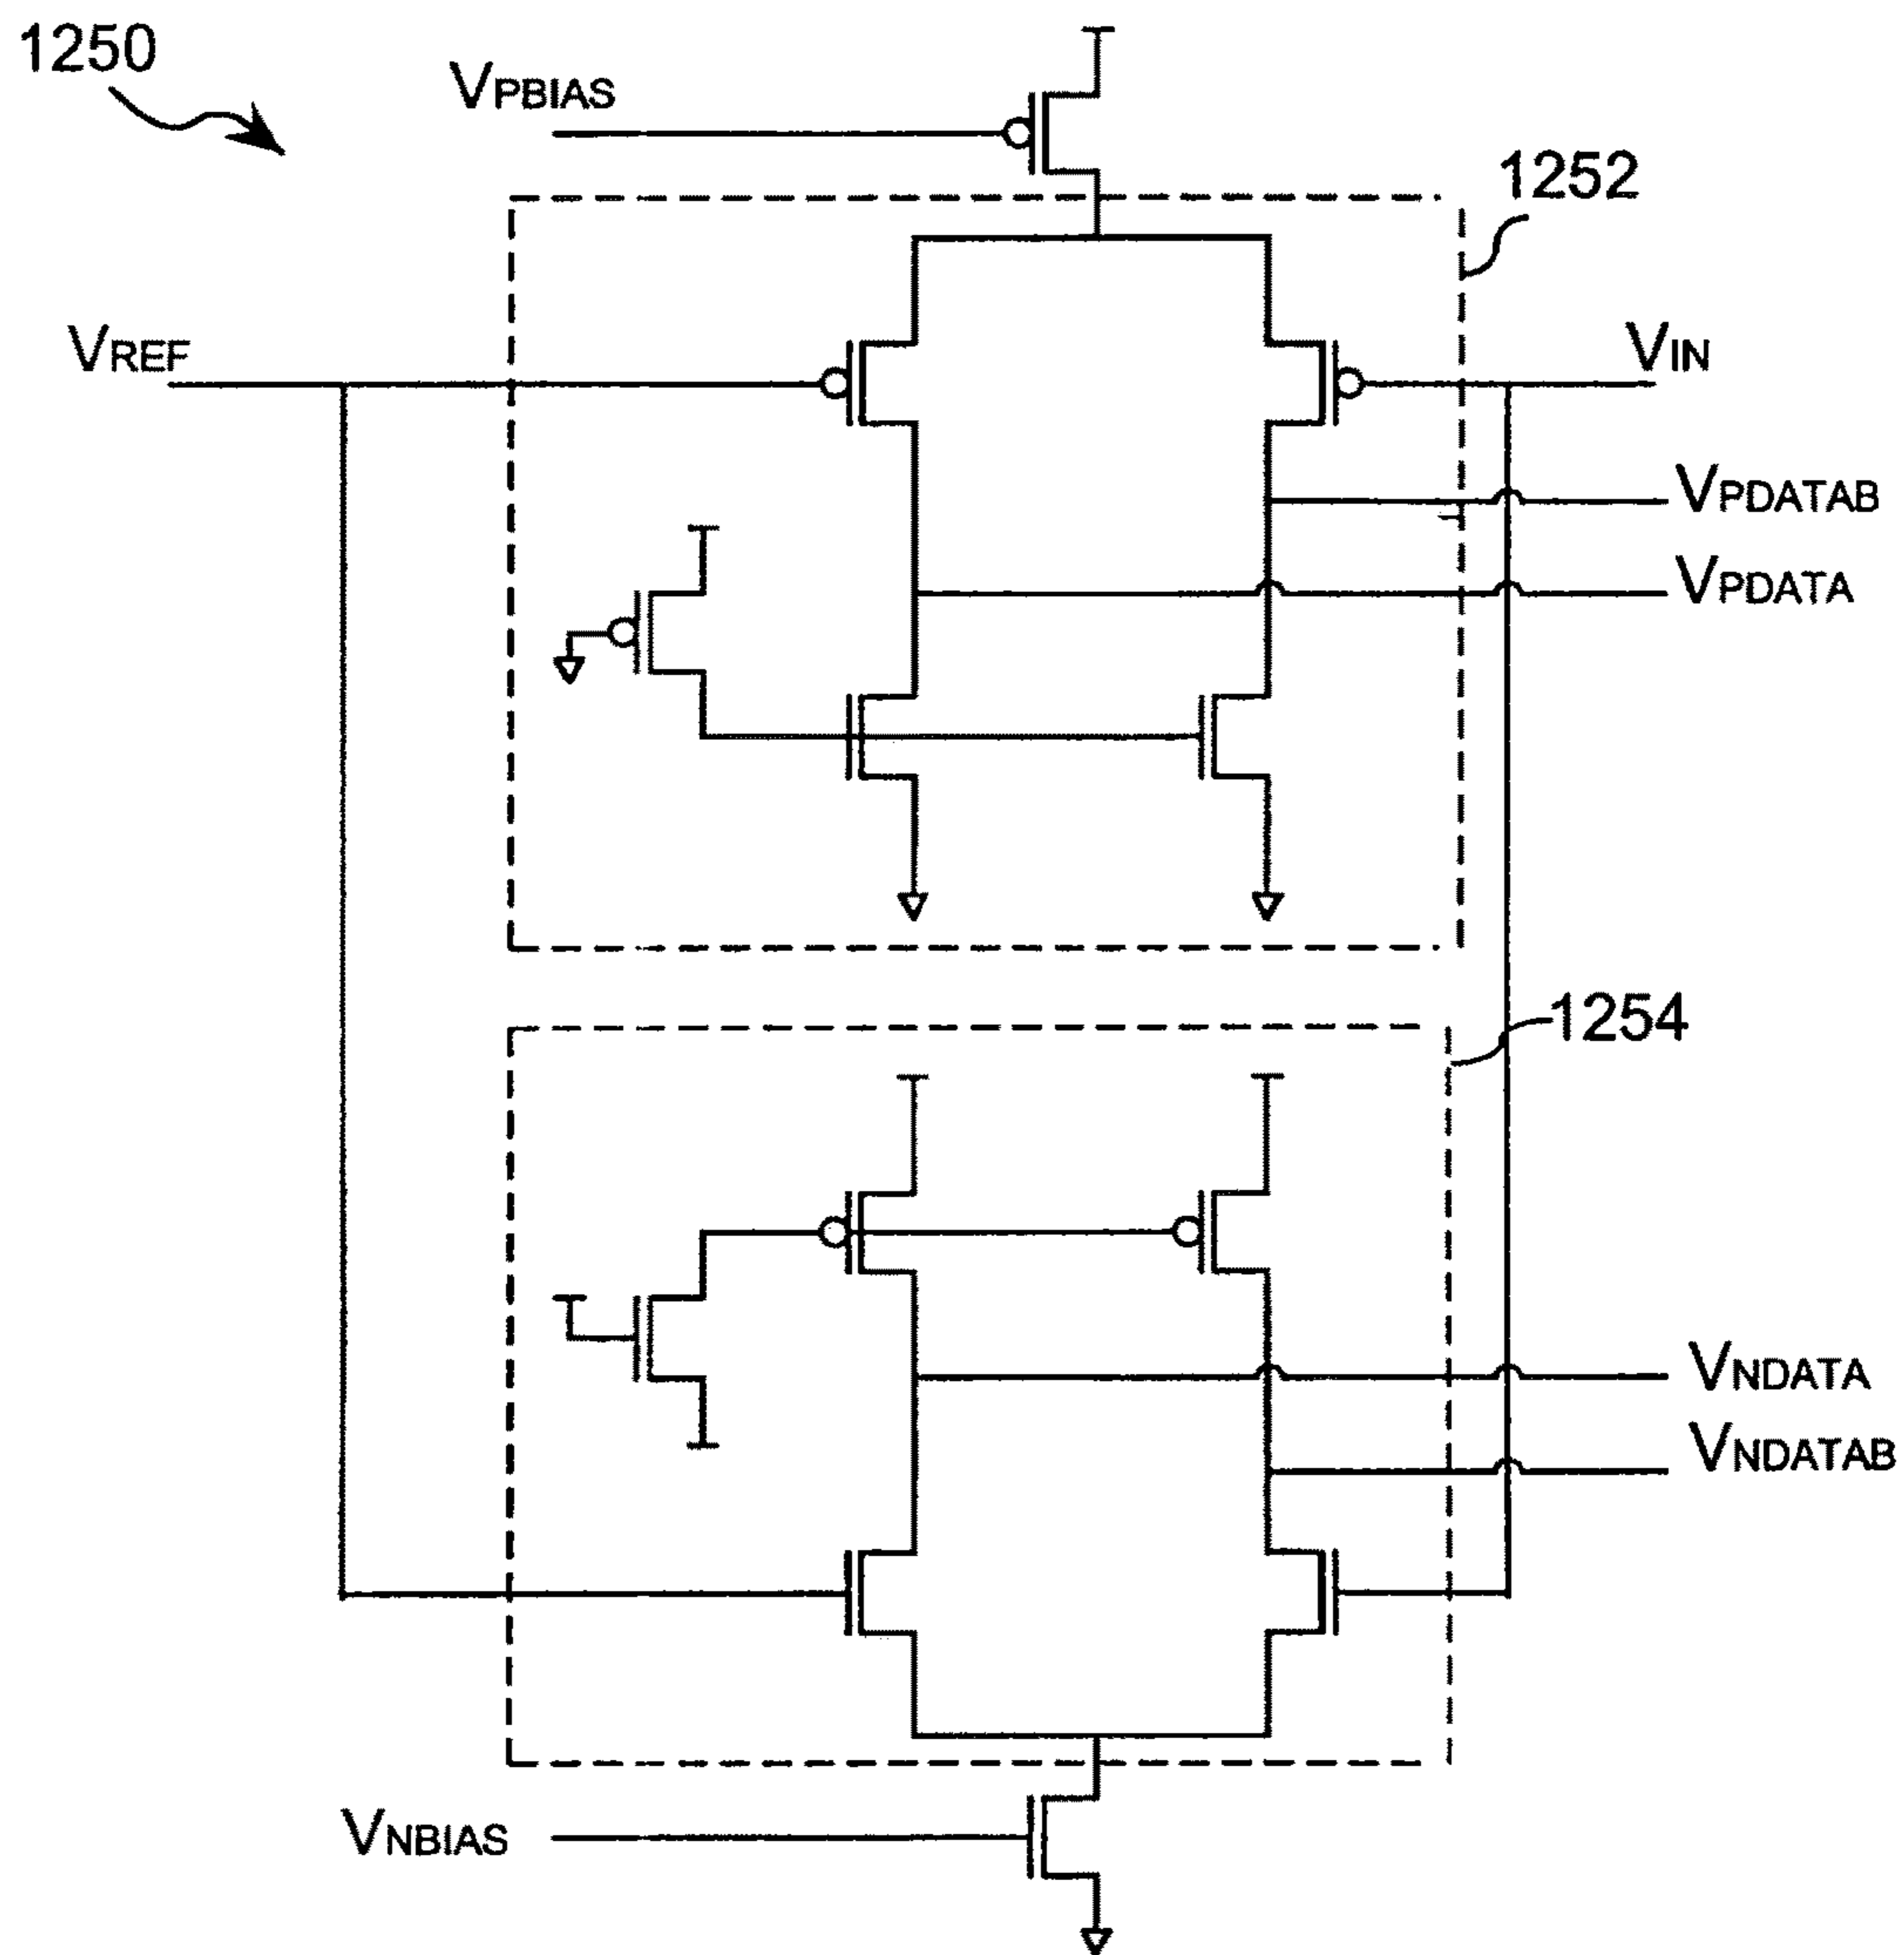 1250
VPBIAS
1252
VREF
VIN
VPDATAB
VPDATA
1254
VNDATA
VNDATAB
VNBIAS